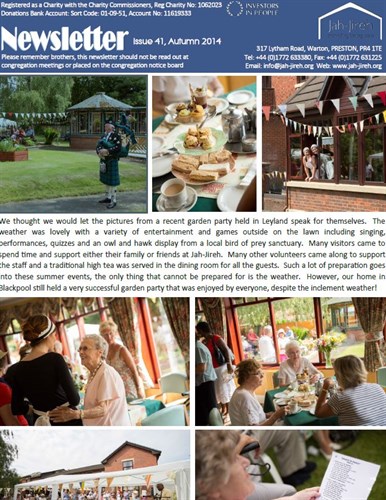 Registered as a Charity with the Charity Commissioners, Reg Charity No: 1062023
Donations Bank Account: Sort Code: 01-09-51, Account No: 11619333
INVESTORS
IN PEOPLE
Jah-Jireh
Newsletter Issue 41, Autumn 2014
Please remember brothers, this newsletter should not be read out at
congregation meetings or placed on the congregation notice board
317 Lytham Road, Warton, PRESTON, PR4 1TE
Tel: +44 (0)1772 633380, Fax: +44 (0)1772 631225
Email: info@jah-jireh.org Web: www.jah-jireh.org
We thought we would let the pictures from a recent garden party held in Leyland speak for themselves. The
weather was lovely with a variety of entertainment and games outside on the lawn including singing,
performances, quizzes and an owl and hawk display from a local bird of prey sanctuary. Many visitors came to
spend time and support either their family or friends at Jah-Jireh. Many other volunteers came along to support
the staff and a traditional high tea was served in the dining room for all the guests. Such a lot of preparation goes
into these summer events, the only thing that cannot be prepared for is the weather. However, our home in
Blackpool still held a very successful garden party that was enjoyed by everyone, despite the inclement weather!